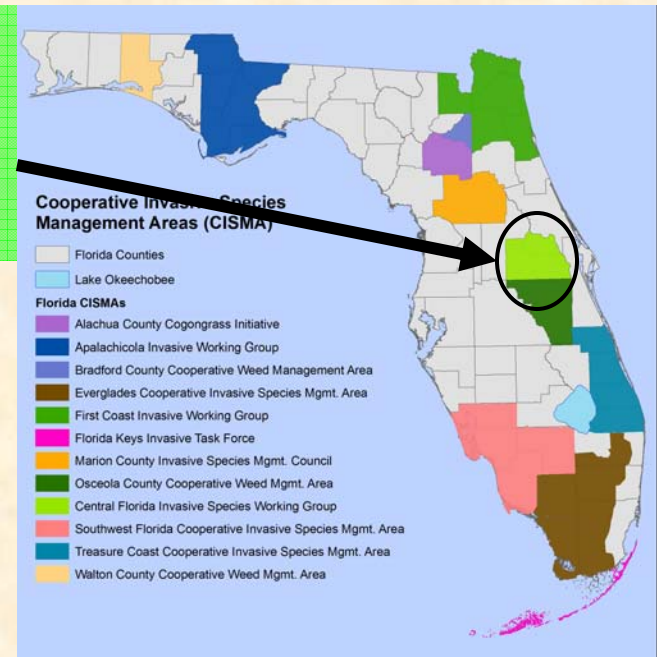 Cooperative Invasive Species
Management Areas (CISMA)
Florida Counties
Lake Okeechobee
Florida CISMAs
Alachua County Cogongrass Initiative
Apalachicola Invasive Working Group
Bradford County Cooperative Weed Management Area
Everglades Cooperative Invasive Species Mgmt. Area
First Coast Invasive Working Group
Florida Keys Invasive Task Force
Marion County Invasive Species Mgmt. Council
Osceola County Cooperative Weed Mgmt. Area
Central Florida Invasive Species Working Group
Southwest Florida Cooperative Invasive Species Mgmt. Area
Treasure Coast Cooperative Invasive Species Mgmt. Area
Walton County Cooperative Weed Mgmt. Area